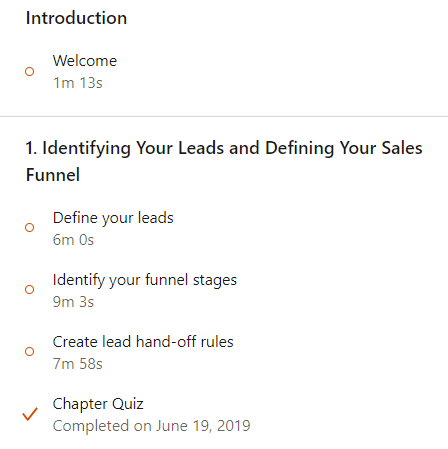 Introduction
Welcome
1m 13s
1. Identifying Your Leads and Defining Your Sales
Funnel
Define your leads
6m 0s
Identify your funnel stages
9m 3s
Create lead hand-off rules
7m 58s
Chapter Quiz
Completed on June 19, 2019